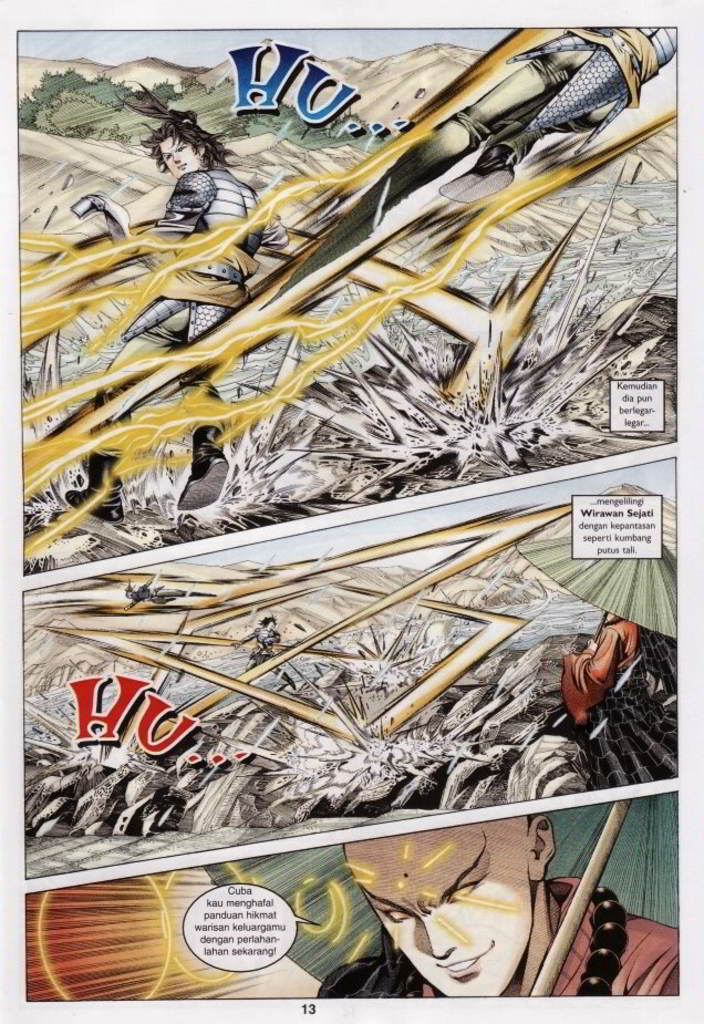 HU...
Kemudian
dia pun
berlegar-
legar...
...mengelilingi
Wirawan Sejati
dengan kepantasan
seperti kumbang
putus tali.
HU...
Cuba
kau menghafal
panduan hikmat
warisan keluargamu
dengan perlahan-
lahan sekarang!
13